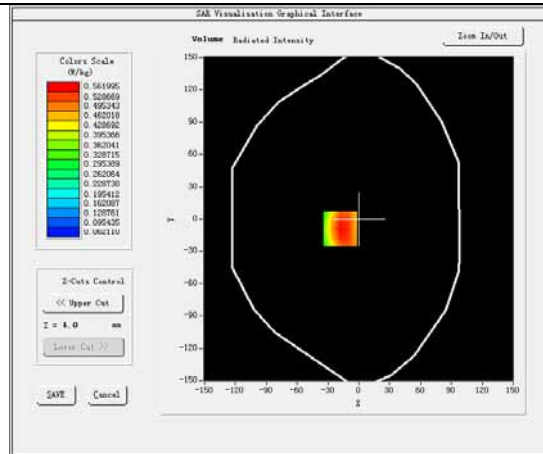 SAR Visualisation Graphical Interface
Volume Radiated Intensity
Zoom In/Out
Colors Scale
(W/kg)
0.561995
0.528669
0.495343
0.462018
0.428692
0.395366
0.362041
0.328715
0.295389
0.262064
0.228738
0.195412
0.162087
0.128761
0.095435
0.062110
Z-Cuts Control
<< Upper Cut
Z = 4.0 mm
Lower Cut >>
SAVE Cancel
150
120
90
60
30
0
-30
-60
-90
-120
-150
Y
-150 -120 -90 -60 -30 0 30 60 90 120 150
X